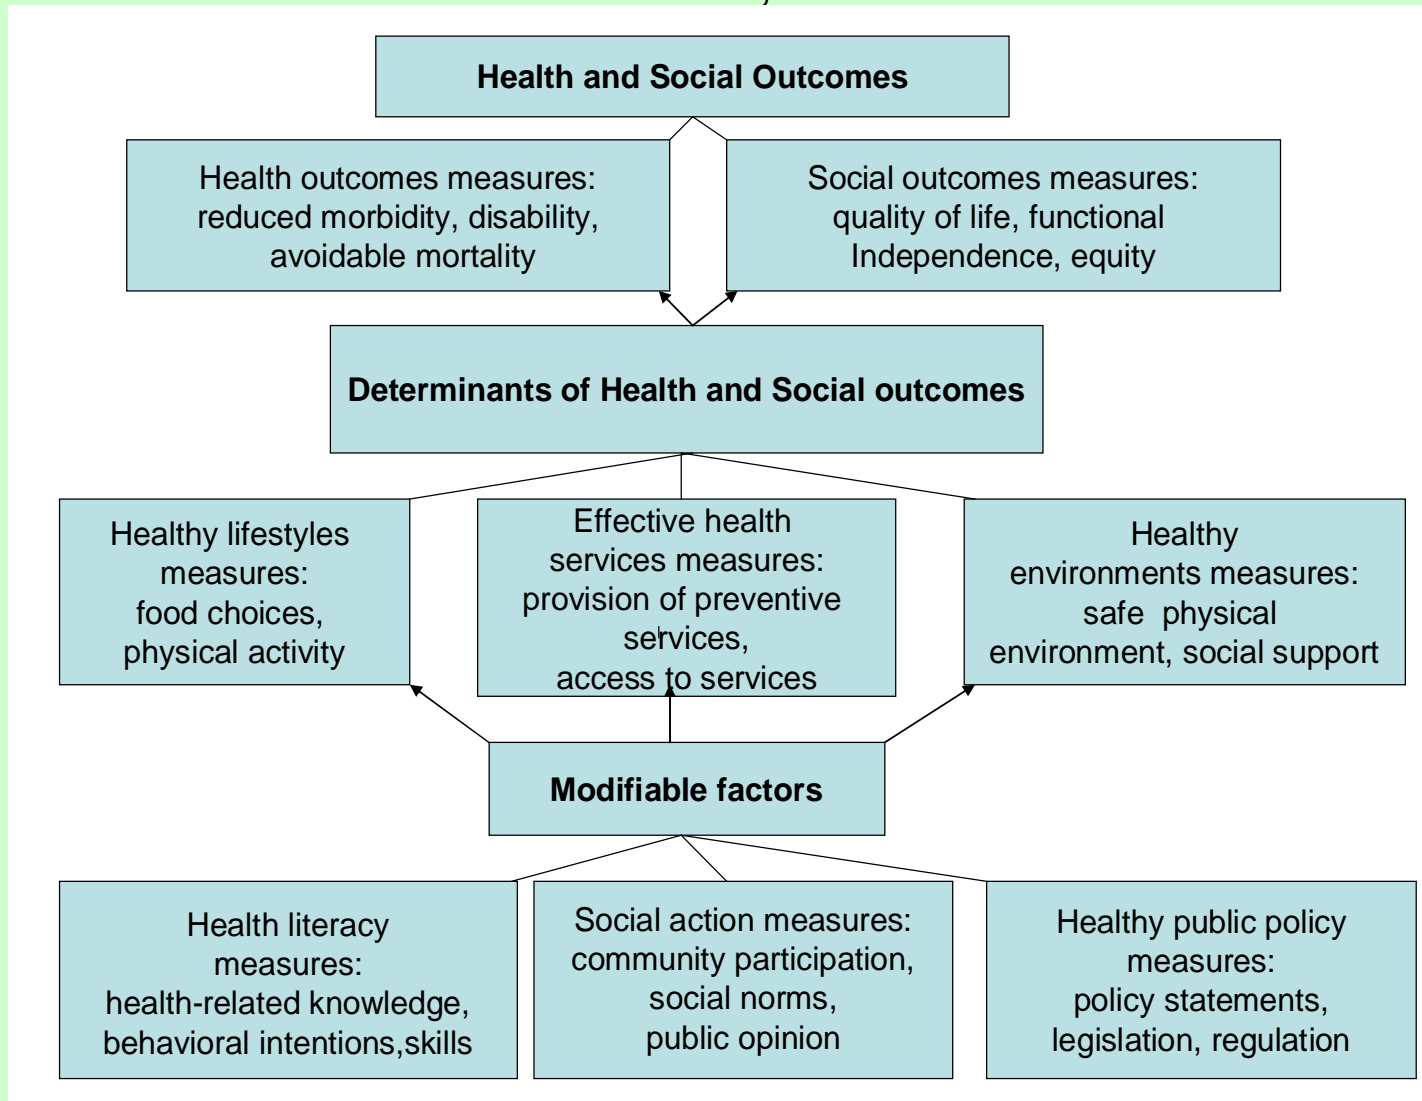 Health and Social Outcomes
Health outcomes measures:
reduced morbidity, disability,
avoidable mortality
Social outcomes measures:
quality of life, functional
Independence, equity
Determinants of Health and Social outcomes
Healthy lifestyles
measures:
food choices,
physical activity
Effective health
services measures:
provision of preventive
services,
access to services
Healthy
environments measures:
safe physical
environment, social support
Modifiable factors
Health literacy
measures:
health-related knowledge,
behavioral intentions,skills
Social action measures:
community participation,
social norms,
public opinion
Healthy public policy
measures:
policy statements,
legislation, regulation